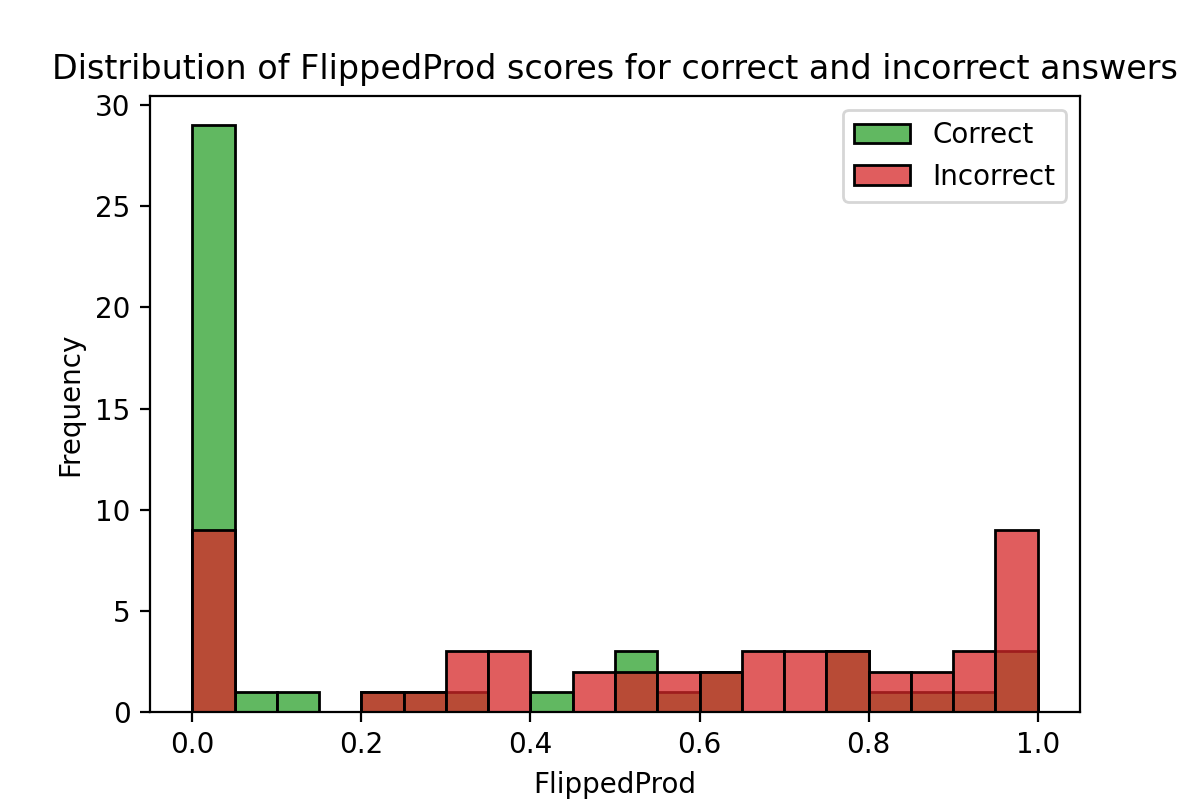 Distribution of FlippedProd scores for correct and incorrect answers
30
25
20
15
10
5
0
Frequency
Correct
Incorrect
0.0 0.2 0.4 0.6 0.8 1.0
FlippedProd